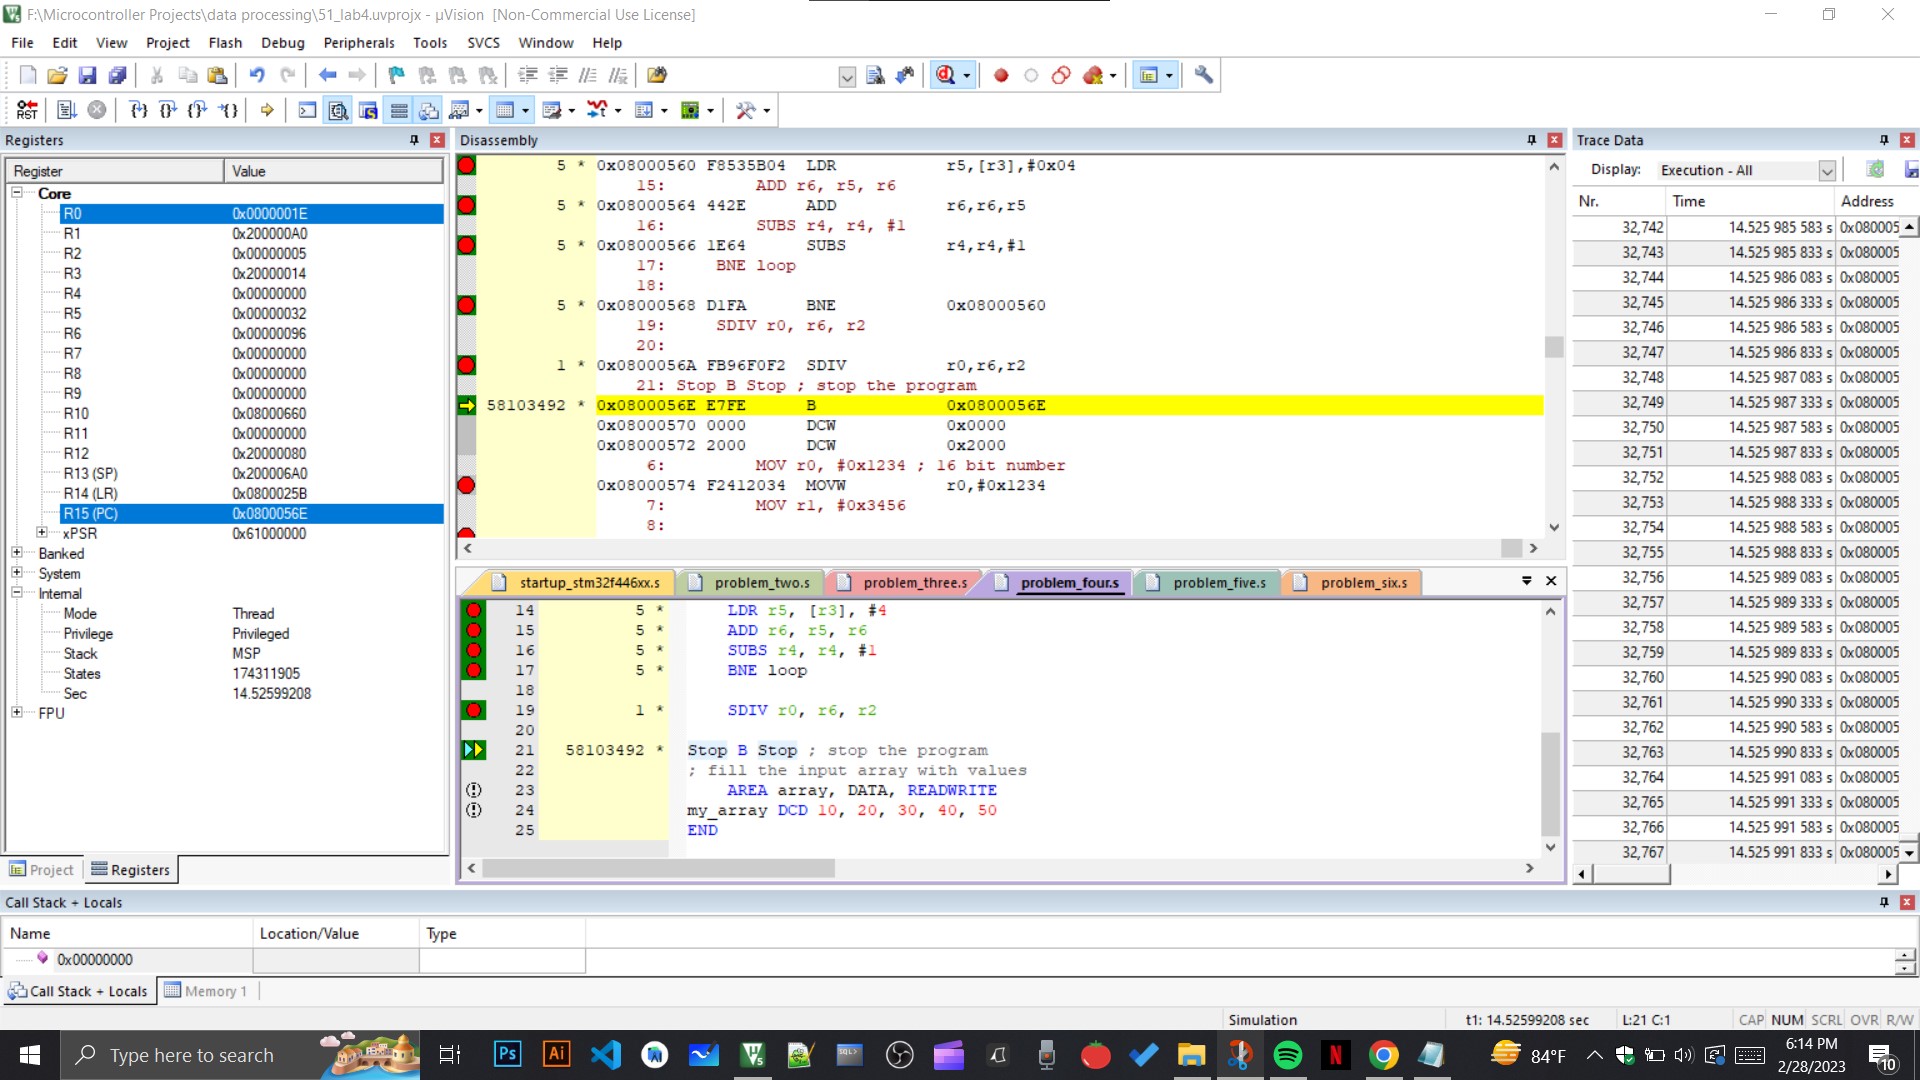 F:\Microcontroller Projects\data processing\51_lab4.uvprojx - µVision  [Non-Commercial Use License]
File Edit View Project Flash Debug Peripherals Tools SVCS Window Help
Registers
Register Value
Core
R0 0x0000001E
R1 0x200000A0
R2 0x00000005
R3 0x20000014
R4 0x00000000
R5 0x00000032
R6 0x00000096
R7 0x00000000
R8 0x00000000
R9 0x00000000
R10 0x08000660
R11 0x00000000
R12 0x20000080
R13 (SP) 0x200006A0
R14 (LR) 0x0800025B
R15 (PC) 0x0800056E
xPSR 0x61000000
Banked
System
Internal
Mode Thread
Privilege Privileged
Stack MSP
States 174311905
Sec 14.52599208
FPU
Project Registers
Disassembly
5 * 0x08000560 F8535B04 LDR r5,[r3],#0x04
15: ADD r6, r5, r6
5 * 0x08000564 442E ADD r6,r6,r5
16: SUBS r4, r4, #1
5 * 0x08000566 1E64 SUBS r4,r4,#1
17: BNE loop
18:
5 * 0x08000568 D1FA BNE 0x08000560
19: SDIV r0, r6, r2
20:
1 * 0x0800056A FB96F0F2 SDIV r0,r6,r2
21: Stop B Stop ; stop the program
58103492 * 0x0800056E E7FE B 0x0800056E
0x08000570 0000 DCW 0x0000
0x08000572 2000 DCW 0x2000
6: MOV r0, #0x1234 ; 16 bit number
0x08000574 F2412034 MOVW r0,#0x1234
7: MOV r1, #0x3456
8:
startup_stm32f446xx.s problem_two.s problem_three.s problem_four.s problem_five.s problem_six.s
14 5 * LDR r5, [r3], #4
15 5 * ADD r6, r5, r6
16 5 * SUBS r4, r4, #1
17 5 * BNE loop
18
19 1 * SDIV r0, r6, r2
20
21 58103492 * Stop B Stop ; stop the program
22 ; fill the input array with values
23 AREA array, DATA, READWRITE
24 my_array DCD 10, 20, 30, 40, 50
25 END
Trace Data
Display: Execution - All
Nr. Time Address
32,742 14.525 985 583 s 0x080005
32,743 14.525 985 833 s 0x080005
32,744 14.525 986 083 s 0x080005
32,745 14.525 986 333 s 0x080005
32,746 14.525 986 583 s 0x080005
32,747 14.525 986 833 s 0x080005
32,748 14.525 987 083 s 0x080005
32,749 14.525 987 333 s 0x080005
32,750 14.525 987 583 s 0x080005
32,751 14.525 987 833 s 0x080005
32,752 14.525 988 083 s 0x080005
32,753 14.525 988 333 s 0x080005
32,754 14.525 988 583 s 0x080005
32,755 14.525 988 833 s 0x080005
32,756 14.525 989 083 s 0x080005
32,757 14.525 989 333 s 0x080005
32,758 14.525 989 583 s 0x080005
32,759 14.525 989 833 s 0x080005
32,760 14.525 990 083 s 0x080005
32,761 14.525 990 333 s 0x080005
32,762 14.525 990 583 s 0x080005
32,763 14.525 990 833 s 0x080005
32,764 14.525 991 083 s 0x080005
32,765 14.525 991 333 s 0x080005
32,766 14.525 991 583 s 0x080005
32,767 14.525 991 833 s 0x080005
Call Stack + Locals
Name Location/Value Type
0x00000000
Call Stack + Locals Memory 1
Simulation t1: 14.52599208 sec L:21 C:1 CAP NUM SCRL OVR R/W
Type here to search
84°F
6:14 PM
2/28/2023
10